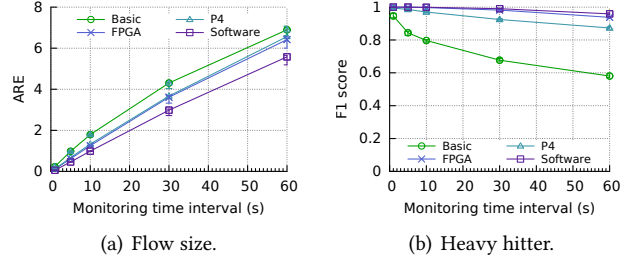 8
6
4
2
0
ARE
Basic
FPGA
P4
Software
0 10 20 30 40 50 60
Monitoring time interval (s)
(a) Flow size.
1
0.8
0.6
0.4
0.2
0
F1 score
Basic
FPGA
P4
Software
0 10 20 30 40 50 60
Monitoring time interval (s)
(b) Heavy hitter.